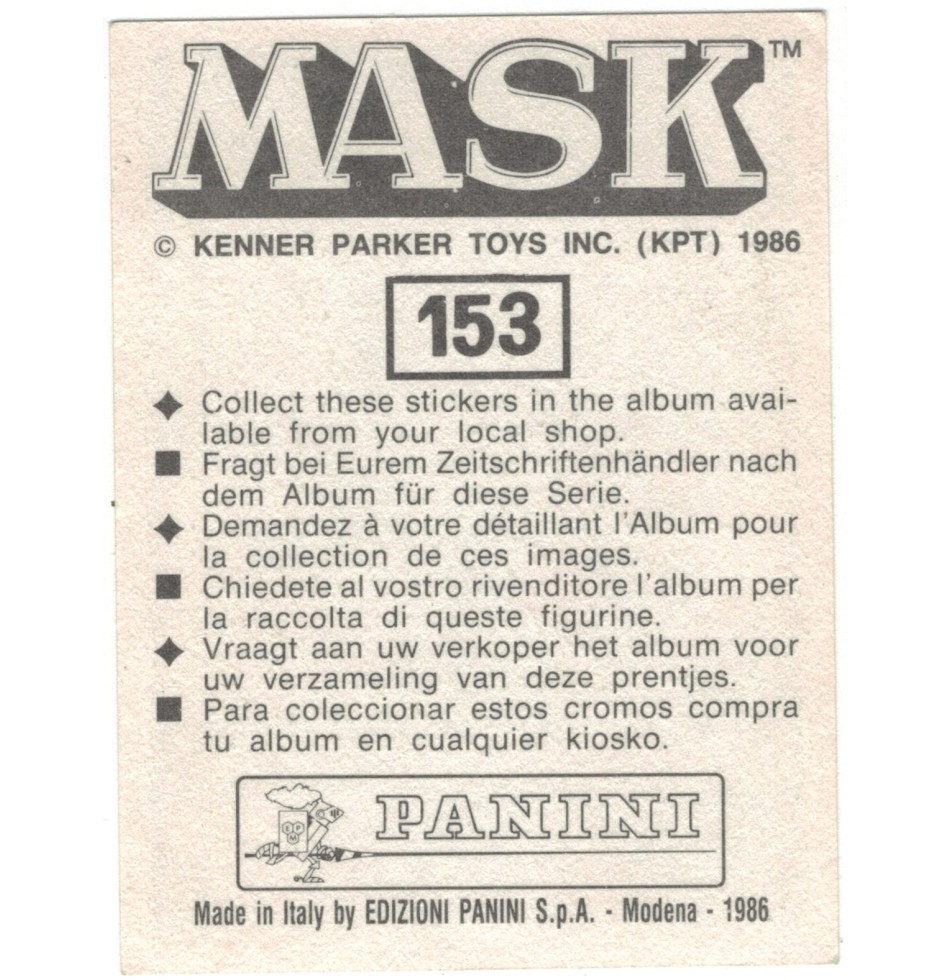 MASK™
© KENNER PARKER TOYS INC. (KPT) 1986
153
◆ Collect these stickers in the album avai-
lable from your local shop.
■ Fragt bei Eurem Zeitschriftenhändler nach
dem Album für diese Serie.
◆ Demandez à votre détaillant l'Album pour
la collection de ces images.
■ Chiedete al vostro rivenditore l'album per
la raccolta di queste figurine.
◆ Vraagt aan uw verkoper het album voor
uw verzameling van deze prentjes.
■ Para coleccionar estos cromos compra
tu album en cualquier kiosko.
E P M
PANINI
Made in Italy by EDIZIONI PANINI S.p.A. - Modena - 1986